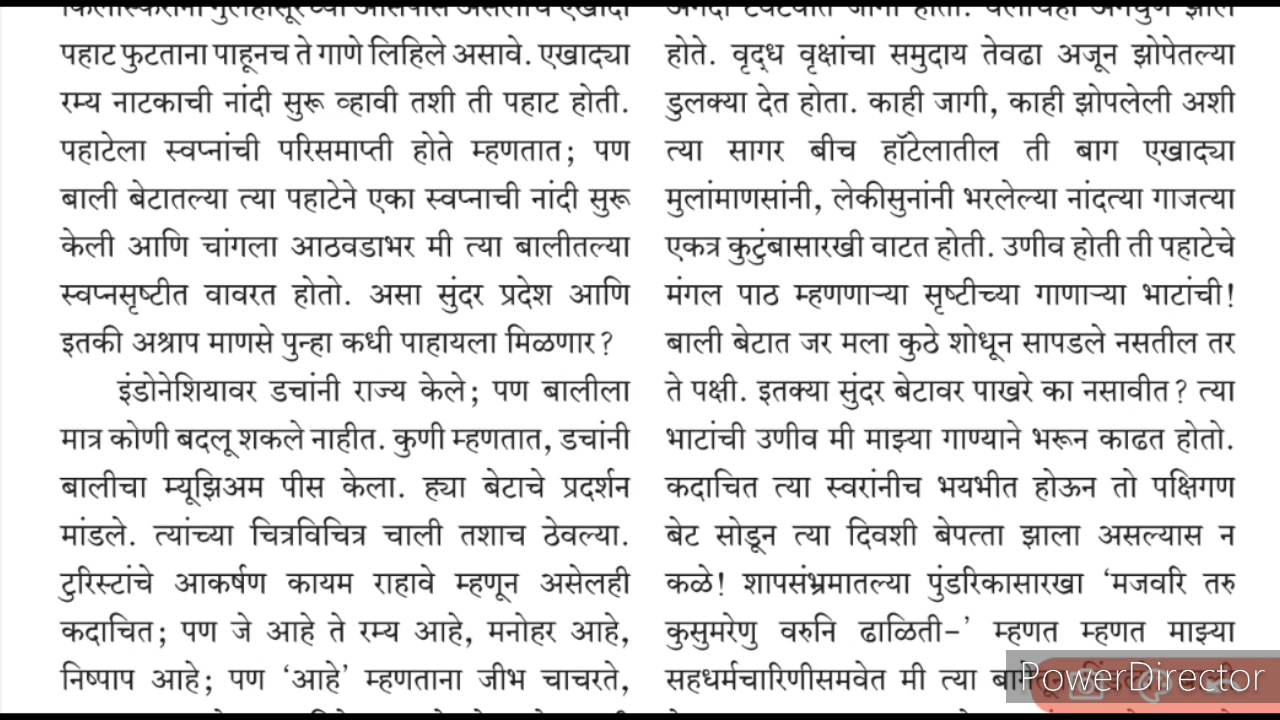 पहाट फुटताना पाहूनच ते गाणे लिहिले असावे. एखाद्या
रम्य नाटकाची नांदी सुरू व्हावी तशी ती पहाट होती.
पहाटेला स्वप्नांची परिसमाप्ती होते म्हणतात; पण
बाली बेटातल्या त्या पहाटेने एका स्वप्नाची नांदी सुरू
केली आणि चांगला आठवडाभर मी त्या बालीतल्या
स्वप्नसृष्टीत वावरत होतो. असा सुंदर प्रदेश आणि
इतकी अश्राप माणसे पुन्हा कधी पाहायला मिळणार?
इंडोनेशियावर डचांनी राज्य केले; पण बालीला
मात्र कोणी बदलू शकले नाहीत. कुणी म्हणतात, डचांनी
बालीचा म्यूझिअम पीस केला. ह्या बेटाचे प्रदर्शन
मांडले. त्यांच्या चित्रविचित्र चाली तशाच ठेवल्या.
टुरिस्टांचे आकर्षण कायम राहावे म्हणून असेलही
कदाचित; पण जे आहे ते रम्य आहे, मनोहर आहे,
निष्पाप आहे; पण ‘आहे’ म्हणताना जीभ चाचरते,
होते. वृद्ध वृक्षांचा समुदाय तेवढा अजून झोपेतल्या
डुलक्या देत होता. काही जागी, काही झोपलेली अशी
त्या सागर बीच हॉटेलातील ती बाग एखाद्या
मुलांमाणसांनी, लेकीसुनांनी भरलेल्या नांदत्या गाजत्या
एकत्र कुटुंबासारखी वाटत होती. उणीव होती ती पहाटेचे
मंगल पाठ म्हणणाऱ्या सृष्टीच्या गाणाऱ्या भाटांची!
बाली बेटात जर मला कुठे शोधून सापडले नसतील तर
ते पक्षी. इतक्या सुंदर बेटावर पाखरे का नसावीत? त्या
भाटांची उणीव मी माझ्या गाण्याने भरून काढत होतो.
कदाचित त्या स्वरांनीच भयभीत होऊन तो पक्षिगण
बेट सोडून त्या दिवशी बेपत्ता झाला असल्यास न
कळे! शापसंभ्रमातल्या पुंडरिकासारखा ‘मजवरि तरु
कुसुमरेणु वरुनि ढाळिती-’ म्हणत म्हणत माझ्या
सहधर्मचारिणीसमवेत मी त्या
PowerDirector